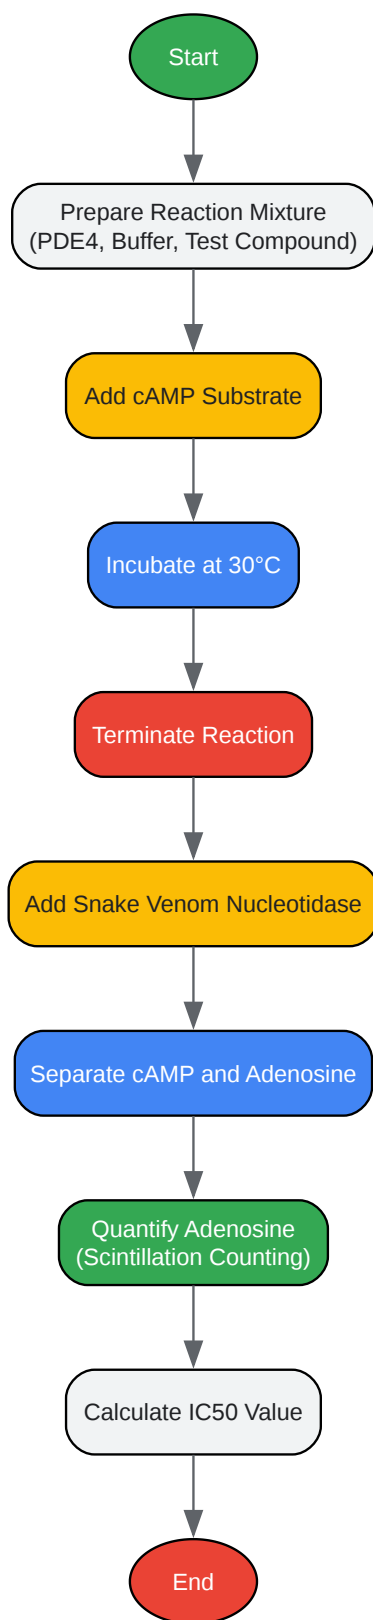 Start
Prepare Reaction Mixture
(PDE4, Buffer, Test Compound)
Add cAMP Substrate
Incubate at 30°C
Terminate Reaction
Add Snake Venom Nucleotidase
Separate cAMP and Adenosine
Quantify Adenosine
(Scintillation Counting)
Calculate IC50 Value
End